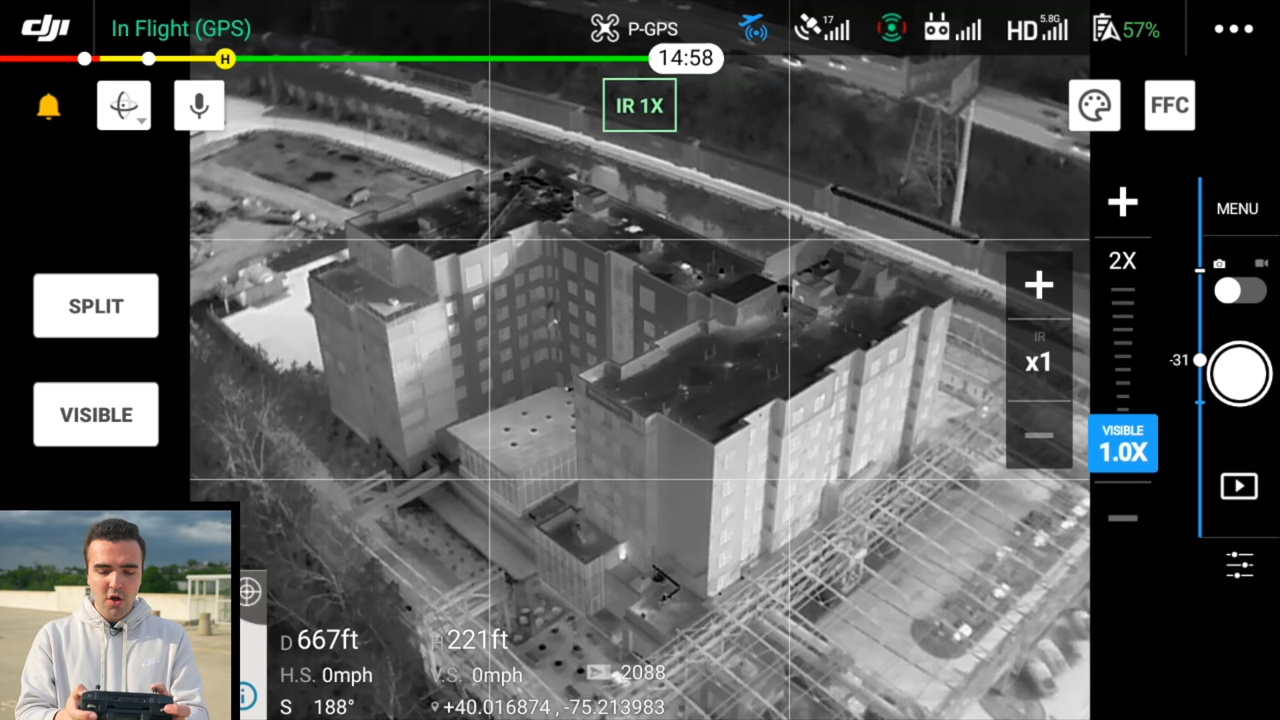 dji
In Flight (GPS)
P-GPS
17
HD 5.8G
57%
H
14:58
IR 1X
FFC
MENU
2X
SPLIT
IR
x1
-31
VISIBLE
VISIBLE
1.0X
D 667ft
H 221ft
H.S. 0mph
V.S. 0mph
2088
S 188°
+40.016874 , -75.213983